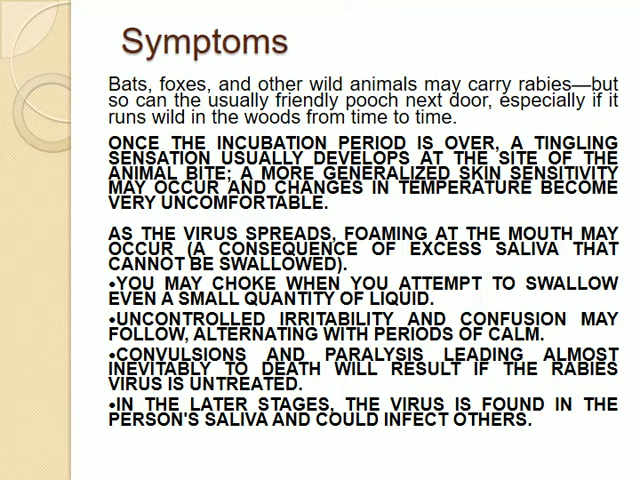 Symptoms
Bats, foxes, and other wild animals may carry rabies—but
so can the usually friendly pooch next door, especially if it
runs wild in the woods from time to time.
ONCE THE INCUBATION PERIOD IS OVER, A TINGLING
SENSATION USUALLY DEVELOPS AT THE SITE OF THE
ANIMAL BITE; A MORE GENERALIZED SKIN SENSITIVITY
MAY OCCUR AND CHANGES IN TEMPERATURE BECOME
VERY UNCOMFORTABLE.
AS THE VIRUS SPREADS, FOAMING AT THE MOUTH MAY
OCCUR (A CONSEQUENCE OF EXCESS SALIVA THAT
CANNOT BE SWALLOWED).
•YOU MAY CHOKE WHEN YOU ATTEMPT TO SWALLOW
EVEN A SMALL QUANTITY OF LIQUID.
•UNCONTROLLED IRRITABILITY AND CONFUSION MAY
FOLLOW, ALTERNATING WITH PERIODS OF CALM.
•CONVULSIONS AND PARALYSIS LEADING ALMOST
INEVITABLY TO DEATH WILL RESULT IF THE RABIES
VIRUS IS UNTREATED.
•IN THE LATER STAGES, THE VIRUS IS FOUND IN THE
PERSON'S SALIVA AND COULD INFECT OTHERS.